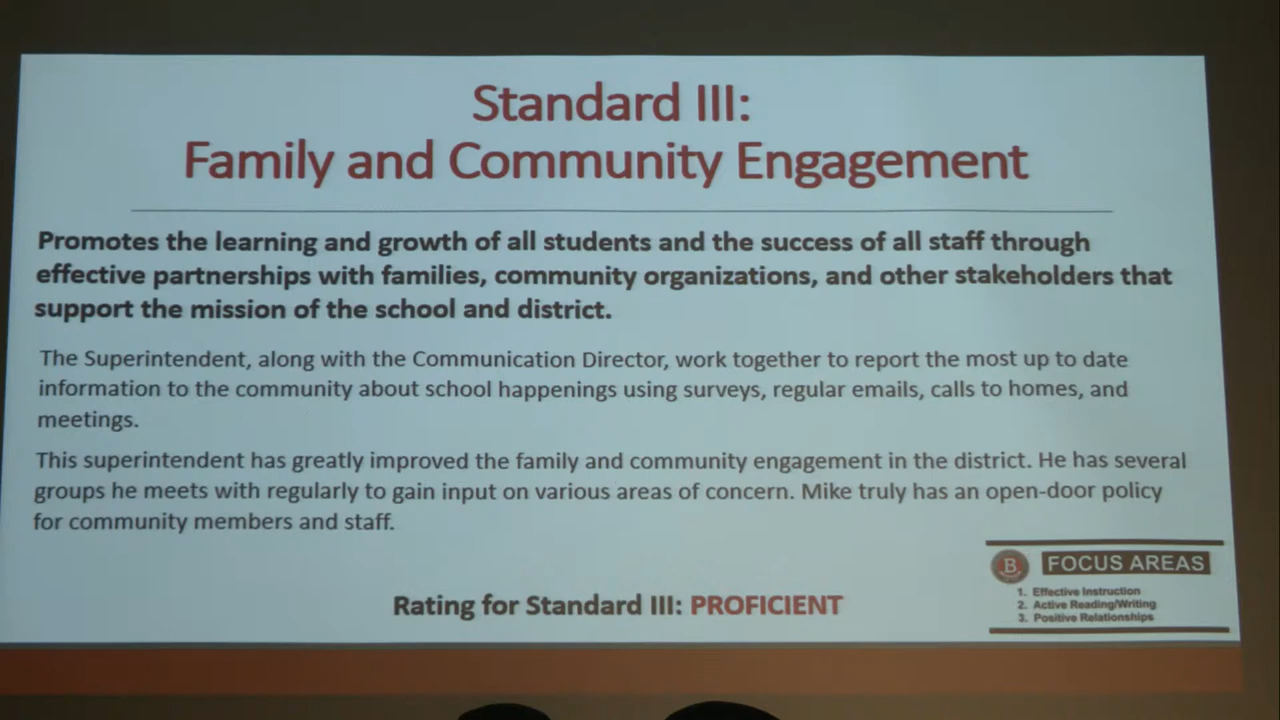 Standard III:
Family and Community Engagement
Promotes the learning and growth of all students and the success of all staff through
effective partnerships with families, community organizations, and other stakeholders that
support the mission of the school and district.
The Superintendent, along with the Communication Director, work together to report the most up to date
information to the community about school happenings using surveys, regular emails, calls to homes, and
meetings.
This superintendent has greatly improved the family and community engagement in the district. He has several
groups he meets with regularly to gain input on various areas of concern. Mike truly has an open-door policy
for community members and staff.
Rating for Standard III: PROFICIENT
B
FOCUS AREAS
1. Effective Instruction
2. Active Reading/Writing
3. Positive Relationships